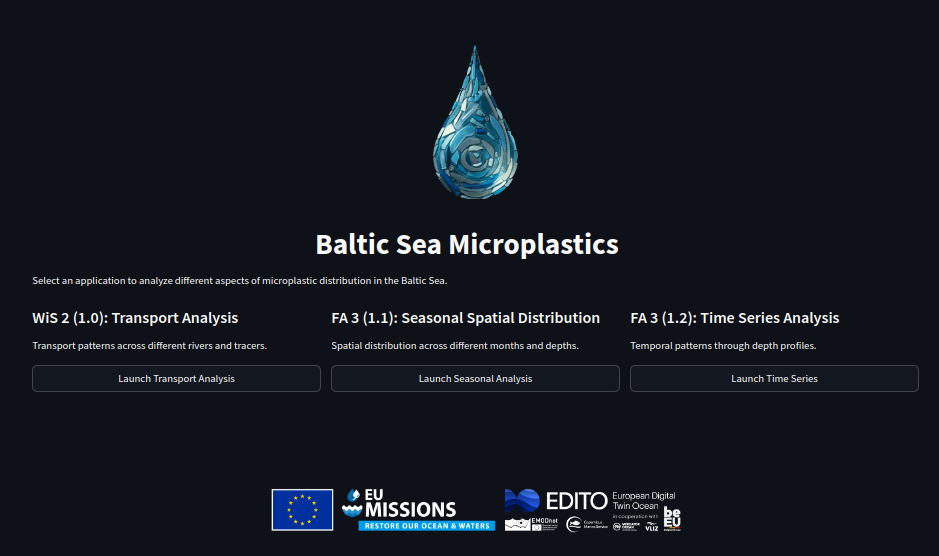 Baltic Sea Microplastics
Select an application to analyze different aspects of microplastic distribution in the Baltic Sea.
WiS 2 (1.0): Transport Analysis
Transport patterns across different rivers and tracers.
Launch Transport Analysis
FA 3 (1.1): Seasonal Spatial Distribution
Spatial distribution across different months and depths.
Launch Seasonal Analysis
FA 3 (1.2): Time Series Analysis
Temporal patterns through depth profiles.
Launch Time Series
EU
MISSIONS
RESTORE OUR OCEAN & WATERS
EDITO
European Digital
Twin Ocean
in cooperation with
EMODnet
Copernicus
Marine Service
VLIZ
be
EU